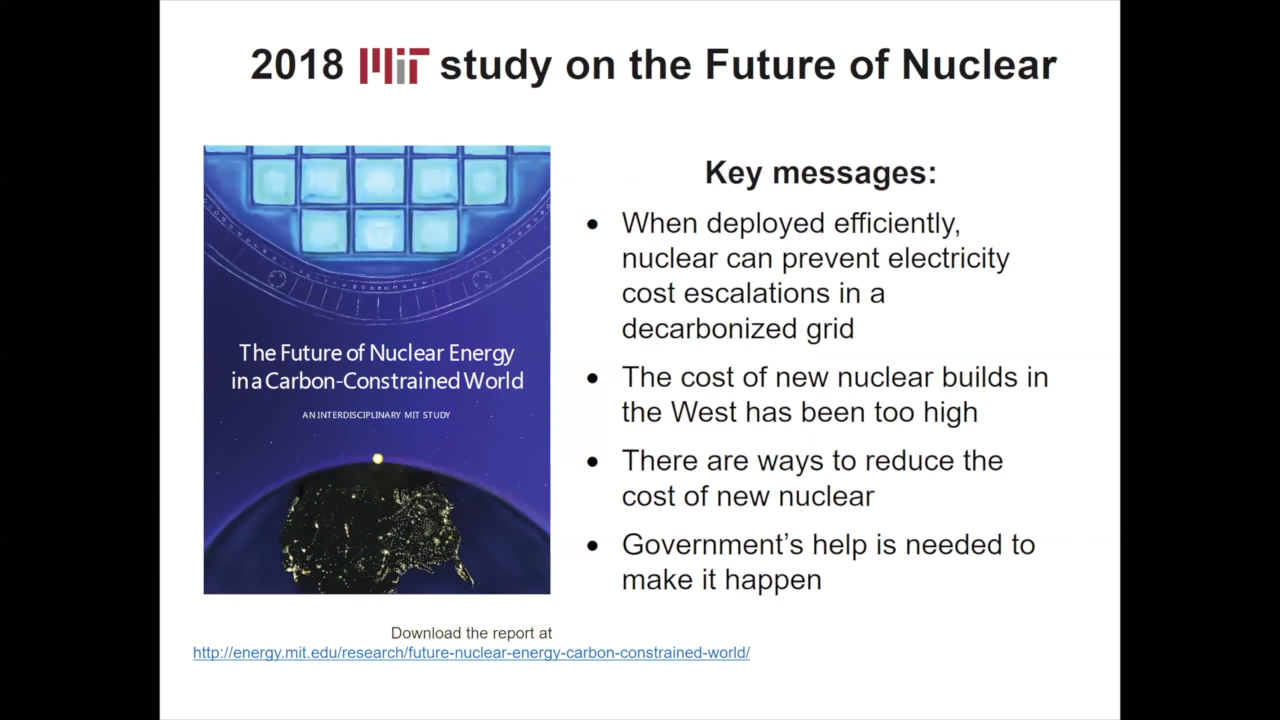 2018 MIT study on the Future of Nuclear
The Future of Nuclear Energy
in a Carbon-Constrained World
AN INTERDISCIPLINARY MIT STUDY
Key messages:
• When deployed efficiently,
nuclear can prevent electricity
cost escalations in a
decarbonized grid
• The cost of new nuclear builds in
the West has been too high
• There are ways to reduce the
cost of new nuclear
• Government’s help is needed to
make it happen
Download the report at
http://energy.mit.edu/research/future-nuclear-energy-carbon-constrained-world/